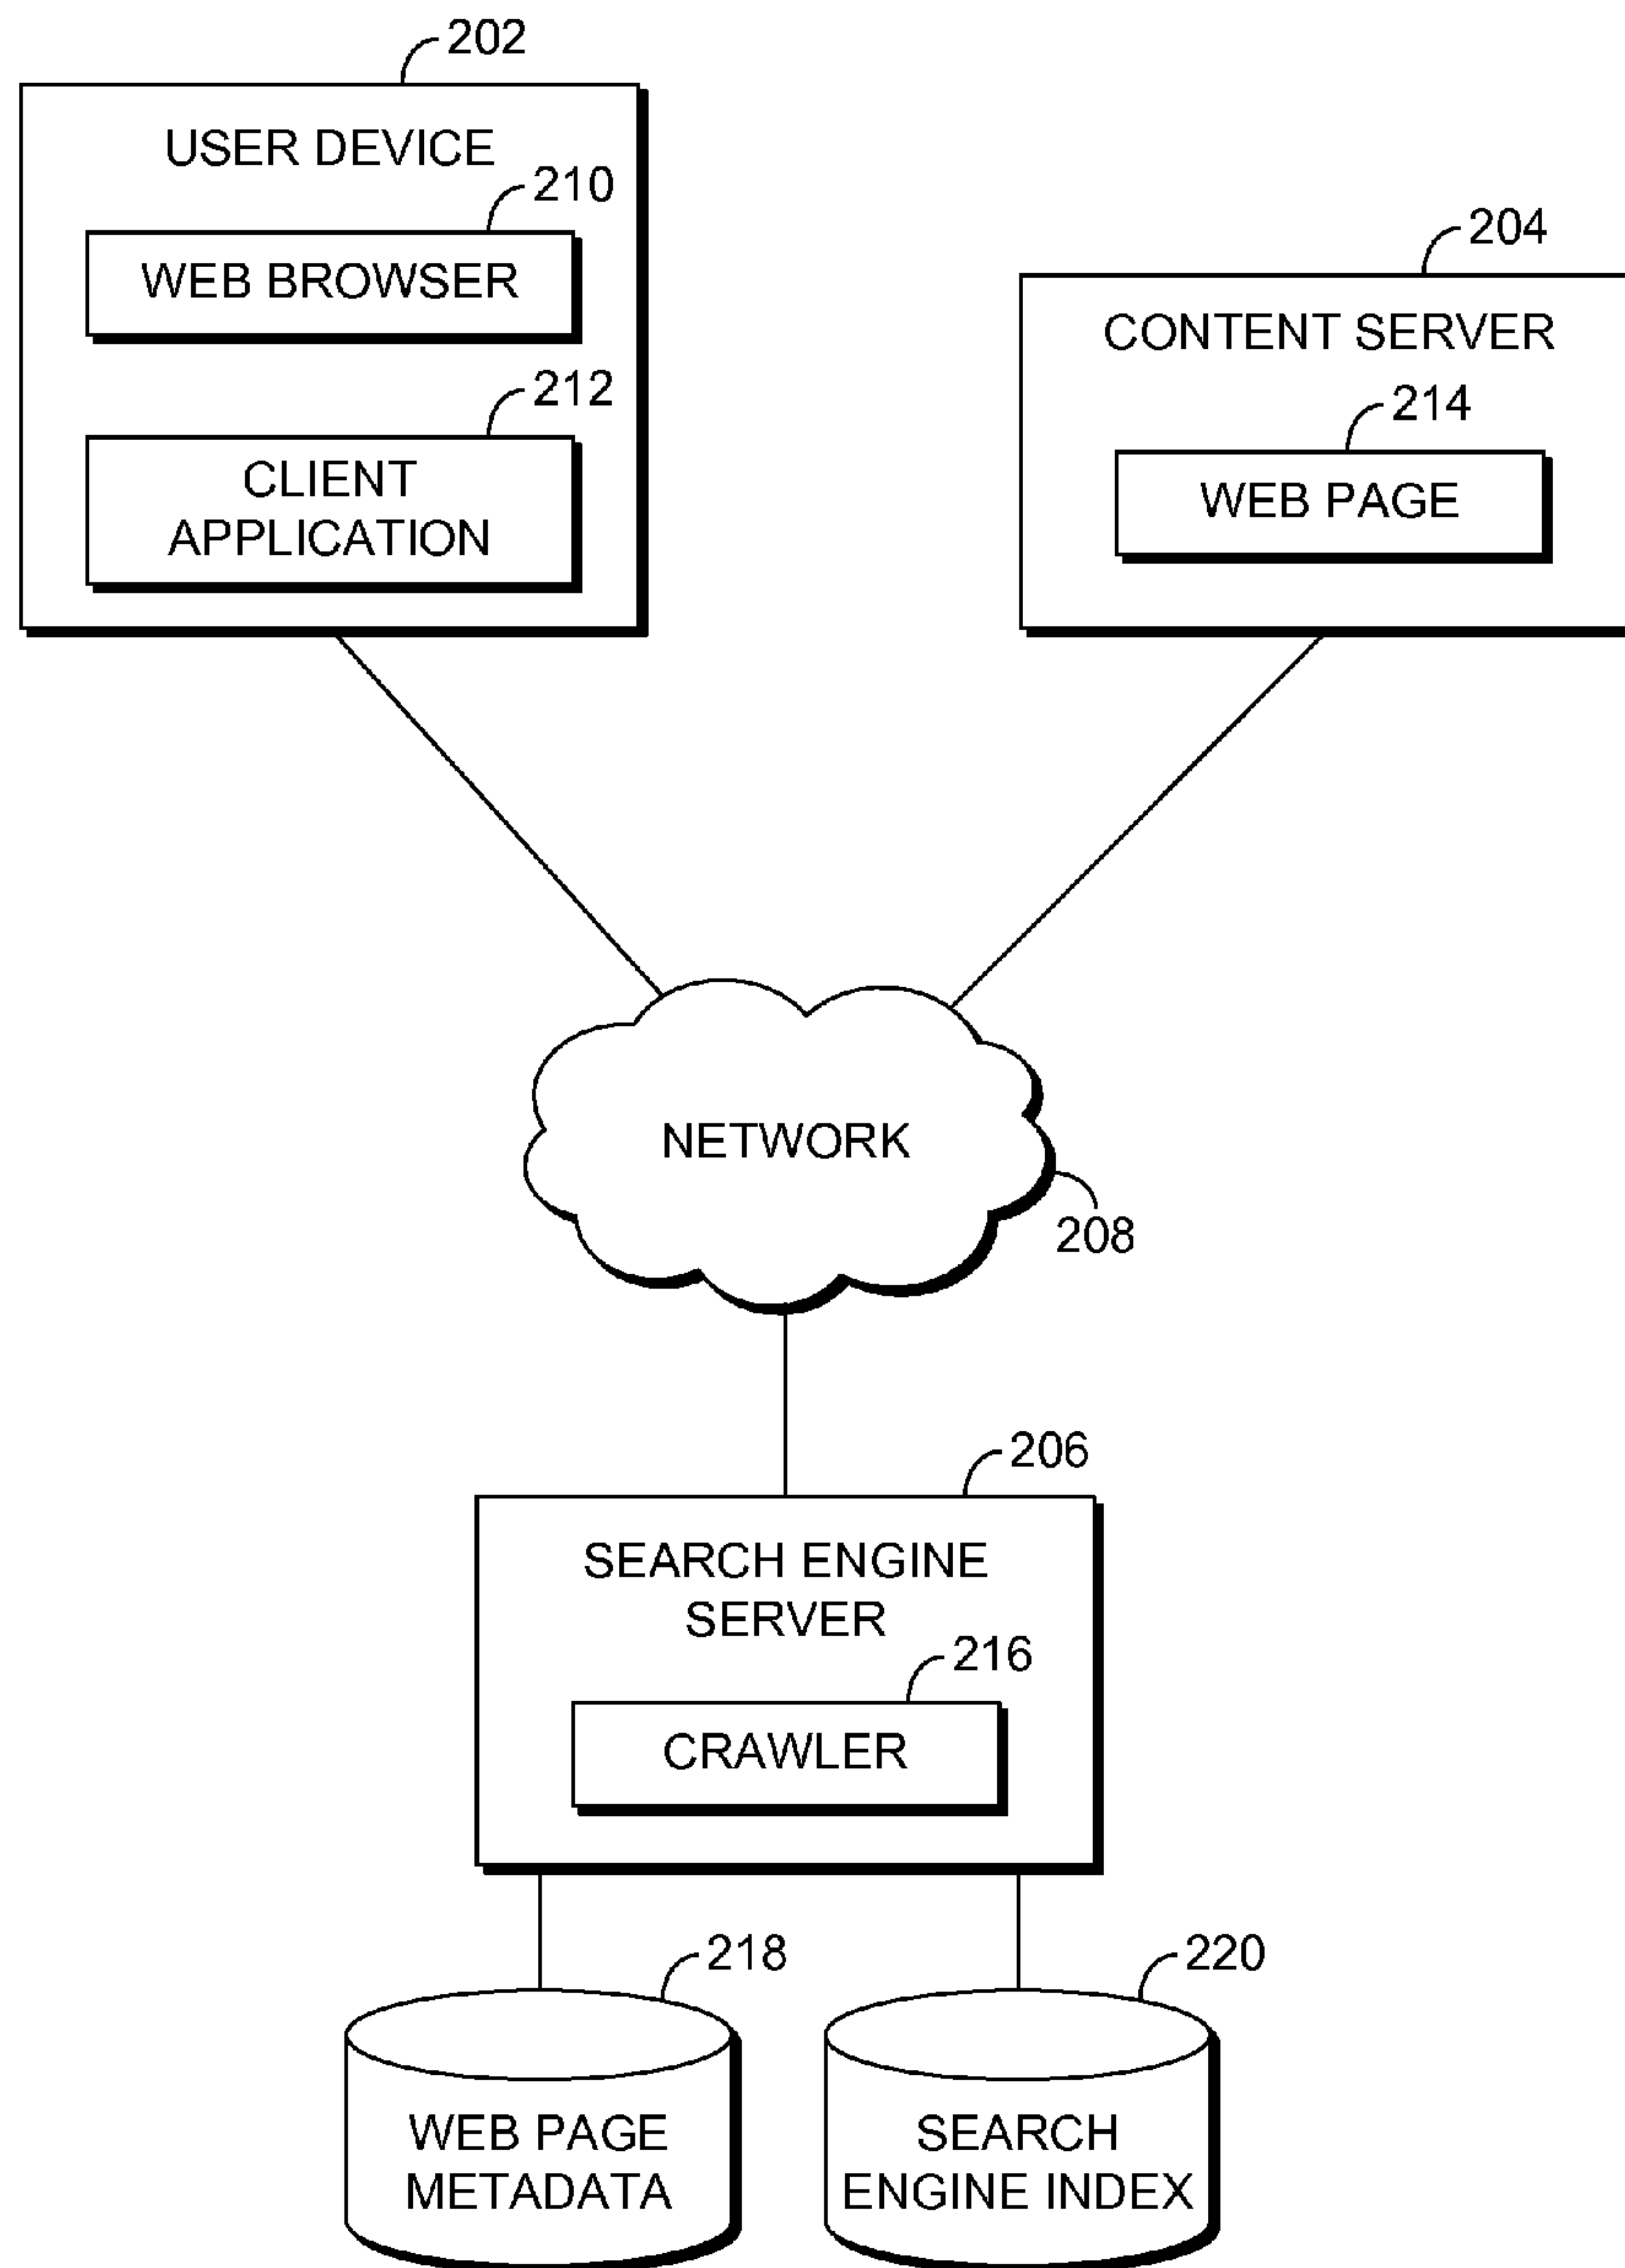 202
USER DEVICE
210
WEB BROWSER
212
CLIENT
APPLICATION
204
CONTENT SERVER
214
WEB PAGE
NETWORK
208
206
SEARCH ENGINE
SERVER
216
CRAWLER
218
WEB PAGE
METADATA
220
SEARCH
ENGINE INDEX